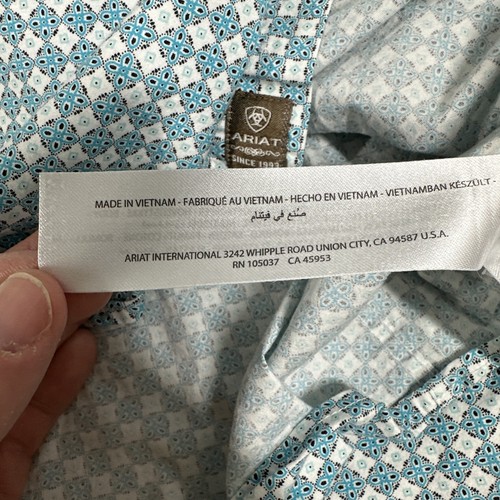 ARIAT
SINCE 1993
MADE IN VIETNAM - FABRIQUÉ AU VIETNAM - HECHO EN VIETNAM - VIETNAMBAN KÉSZÜLT -
صُنع في فيتنام
ARIAT INTERNATIONAL 3242 WHIPPLE ROAD UNION CITY, CA 94587 U.S.A.
RN 105037 CA 45953